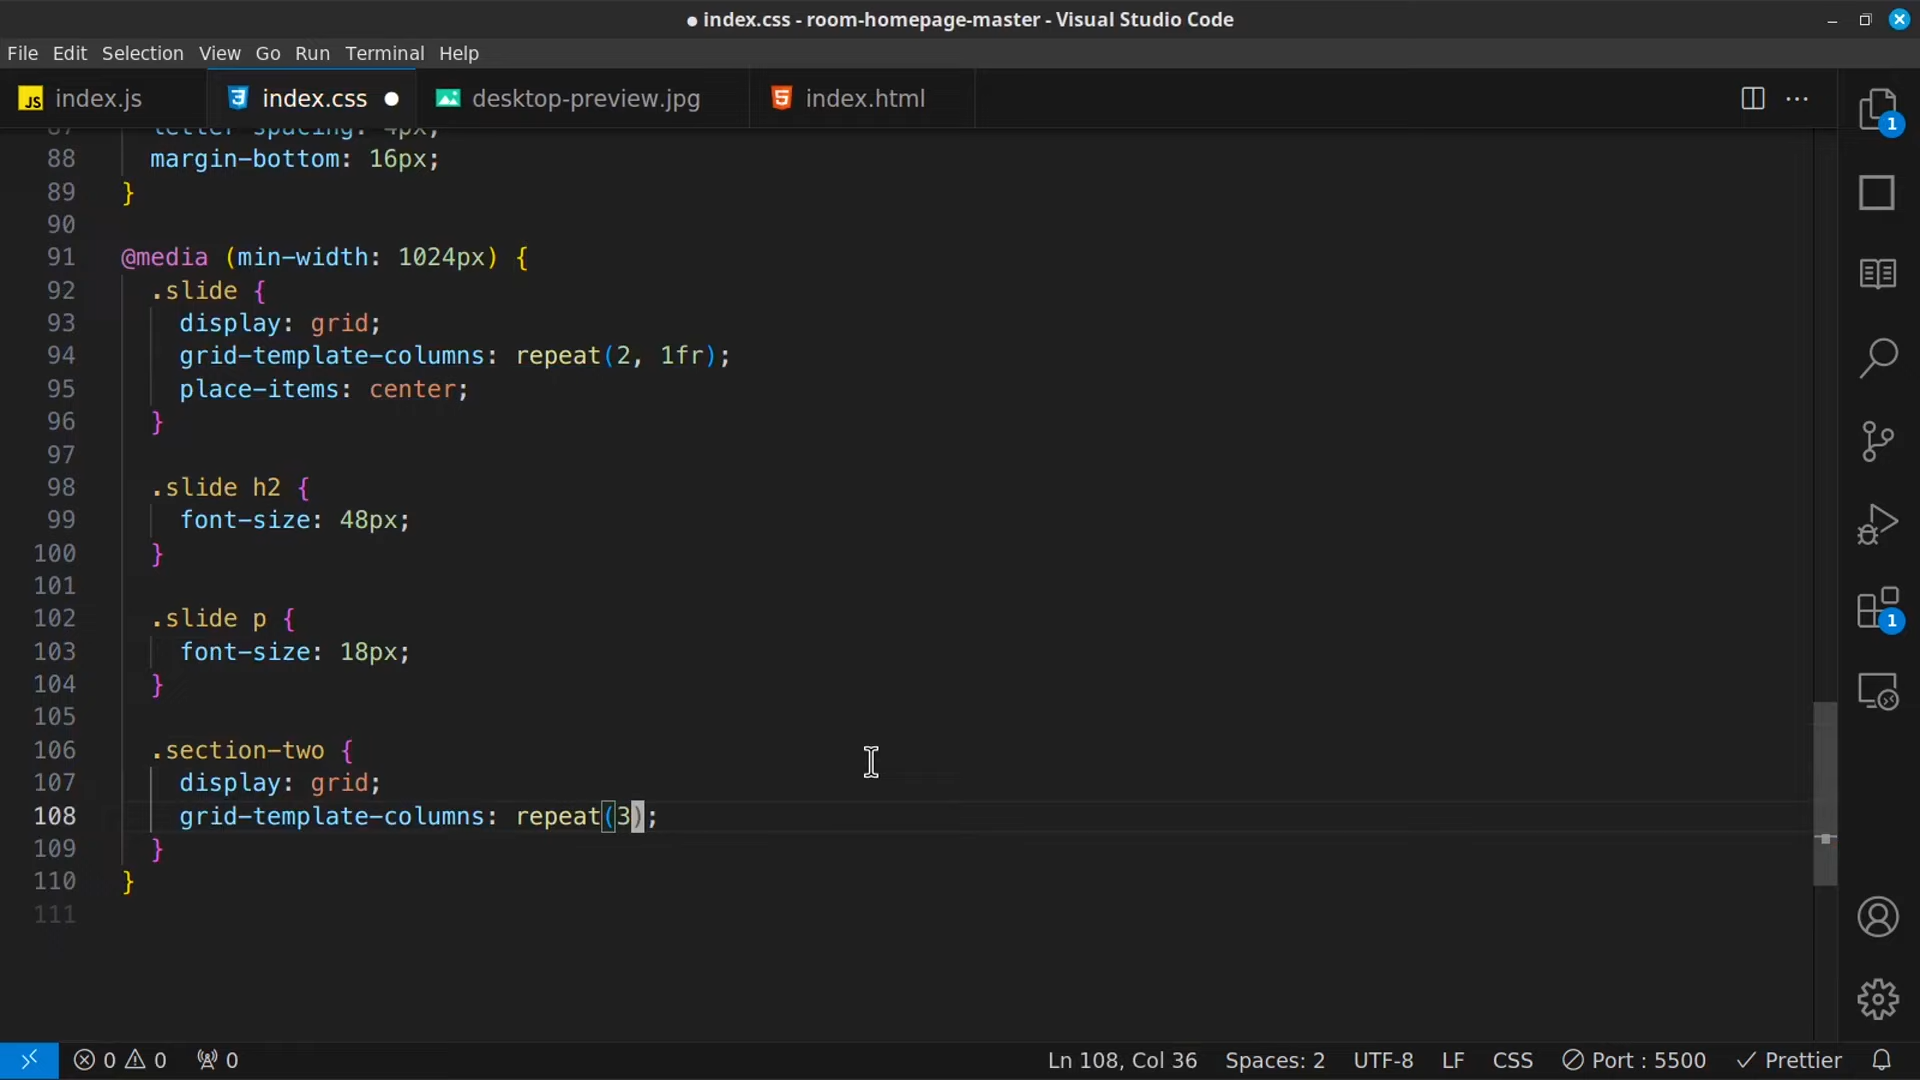 ● index.css - room-homepage-master - Visual Studio Code
File Edit Selection View Go Run Terminal Help
JS index.js index.css ● desktop-preview.jpg index.html
87 letter-spacing: 4px;
88 margin-bottom: 16px;
89 }
90
91 @media (min-width: 1024px) {
92 .slide {
93 display: grid;
94 grid-template-columns: repeat(2, 1fr);
95 place-items: center;
96 }
97
98 .slide h2 {
99 font-size: 48px;
100 }
101
102 .slide p {
103 font-size: 18px;
104 }
105
106 .section-two {
107 display: grid;
108 grid-template-columns: repeat(3);
109 }
110 }
111
1
1
0 0 0 Ln 108, Col 36 Spaces: 2 UTF-8 LF CSS Port : 5500 Prettier